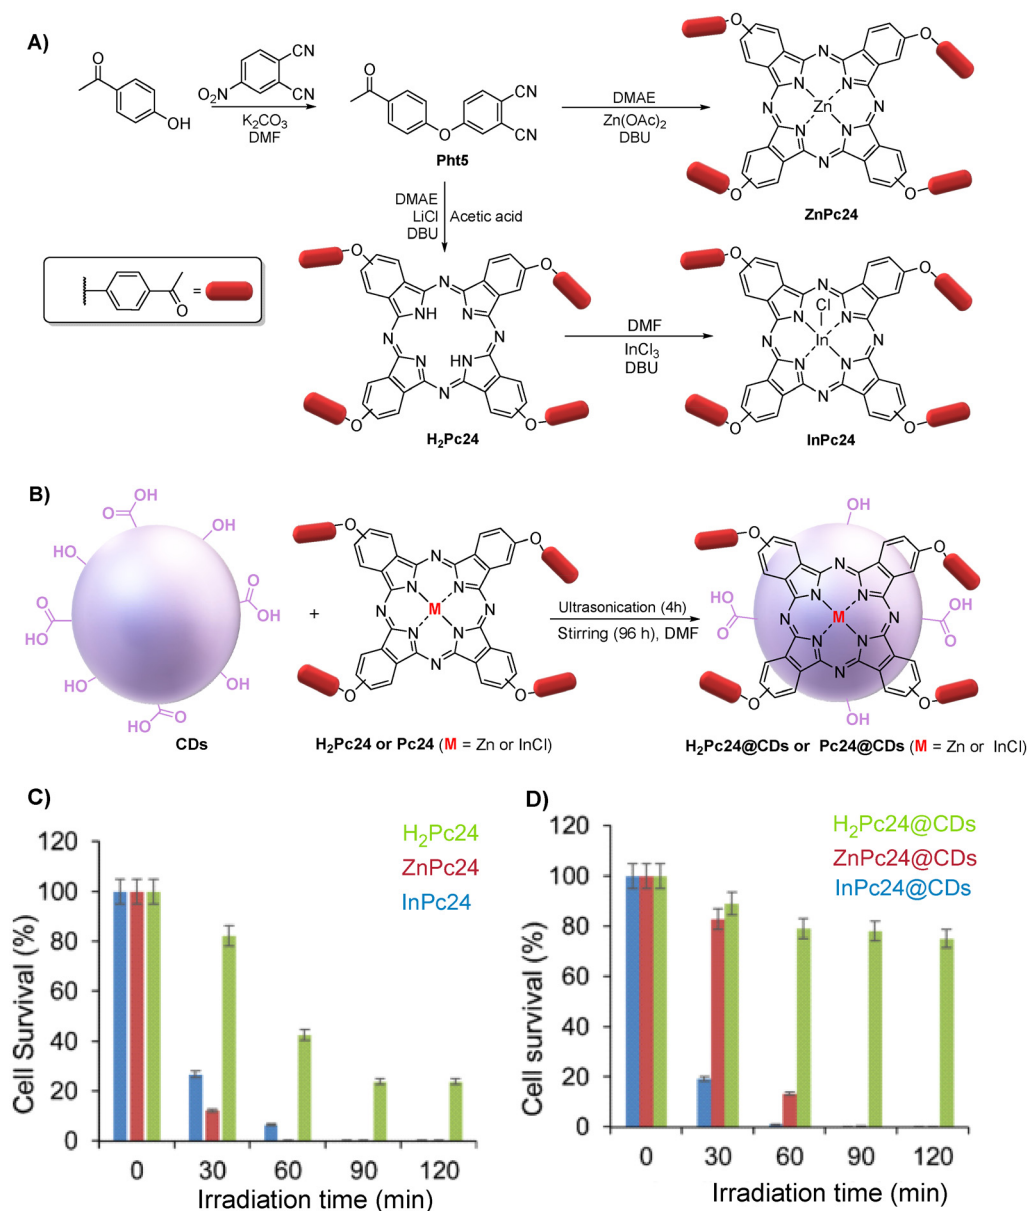 A)
O
OH
NO2
CN
CN
K2CO3
DMF
O
O
CN
CN
Pht5
DMAE
Zn(OAc)2
DBU
O
O
N
N
N
N
Zn
N
N
N
N
O
O
ZnPc24
DMAE
LiCl
DBU
Acetic acid
O
=
O
O
N
NH
N
N
N
N
HN
N
O
O
H2Pc24
DMF
InCl3
DBU
O
O
N
Cl
N
N
N
In
N
N
N
N
O
O
InPc24
B)
OH
O
OH
HO
O
HO
O
OH
HO
OH
HO
O
CDs
+
O
O
N
N
N
N
M
N
N
N
N
O
O
H2Pc24 or Pc24 (M = Zn or InCl)
Ultrasonication (4h)
Stirring (96 h), DMF
OH
O
O
N
N
N
O
HO
N
M
N
OH
O
N
N
N
O
O
OH
H2Pc24@CDs or Pc24@CDs (M = Zn or InCl)
C)
H2Pc24
ZnPc24
InPc24
Cell Survival (%)
120
100
80
60
40
20
0
0 30 60 90 120
Irradiation time (min)
D)
H2Pc24@CDs
ZnPc24@CDs
InPc24@CDs
Cell survival (%)
120
100
80
60
40
20
0
0 30 60 90 120
Irradiation time (min)